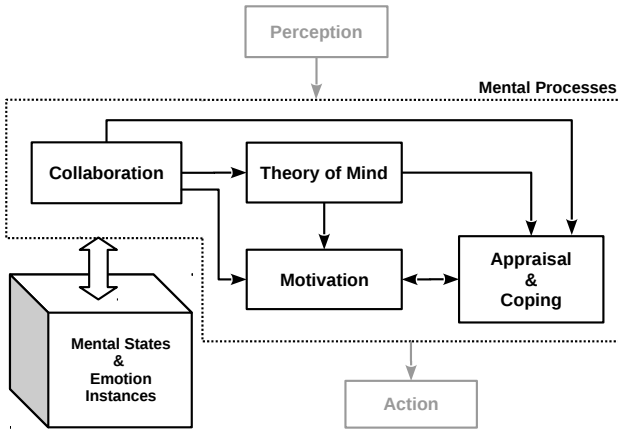 Perception
Mental Processes
Collaboration
Theory of Mind
Motivation
Appraisal
&
Coping
Mental States
&
Emotion
Instances
Action